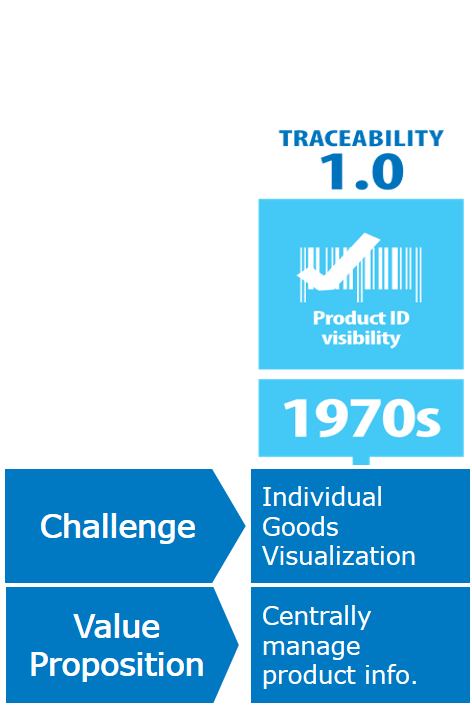 TRACEABILITY
1.0
Product ID
visibility
1970s
Challenge
Individual
Goods
Visualization
Value
Proposition
Centrally
manage
product info.